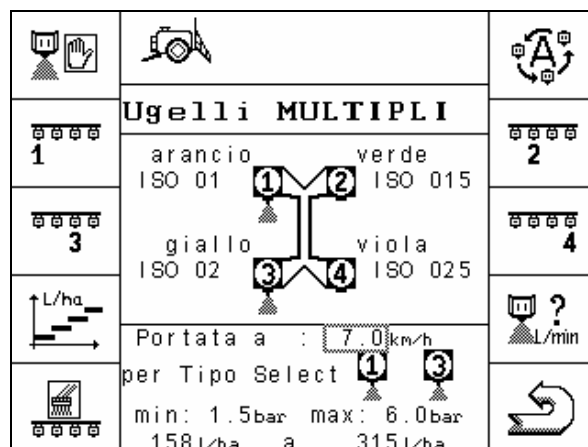 Ugelli MULTIPLI
A
1
2
3
4
arancio verde
ISO 01 1 2 ISO 015
giallo viola
ISO 02 3 4 ISO 025
L/ha
? L/min
Portata a : 7.0 km/h
per Tipo Select 1 3
min: 1.5bar max: 6.0bar
158 L/ha a 315 L/ha